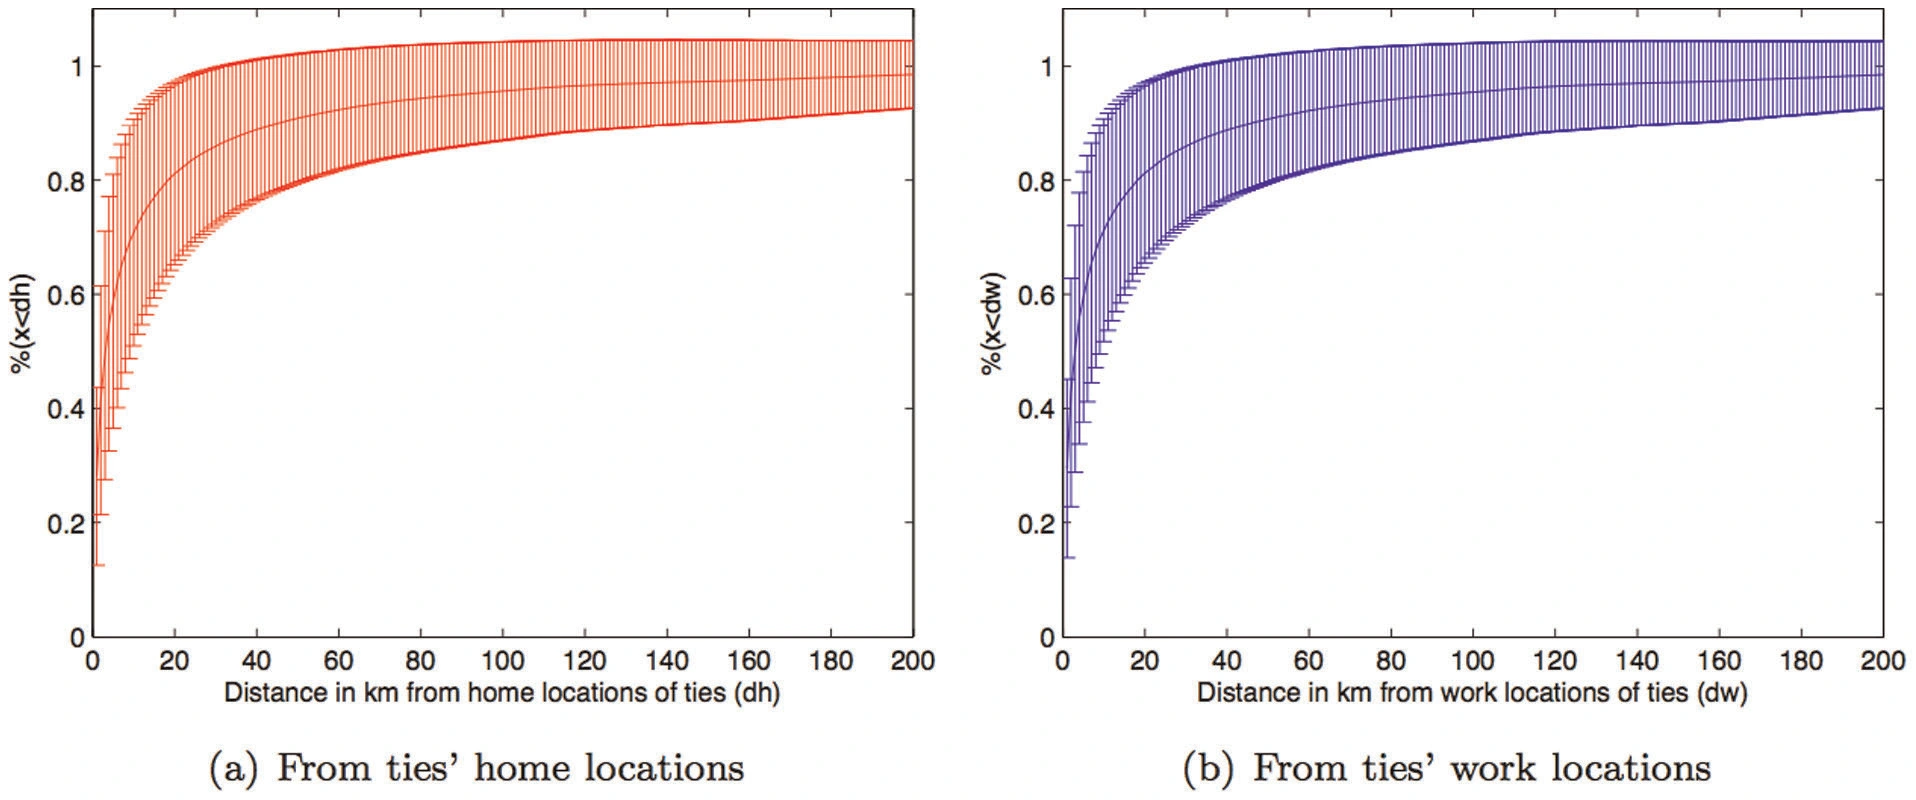 %(x<dh)
1
0.8
0.6
0.4
0.2
0
0 20 40 60 80 100 120 140 160 180 200
Distance in km from home locations of ties (dh)
(a) From ties' home locations
%(x<dw)
1
0.8
0.6
0.4
0.2
0
0 20 40 60 80 100 120 140 160 180 200
Distance in km from work locations of ties (dw)
(b) From ties' work locations